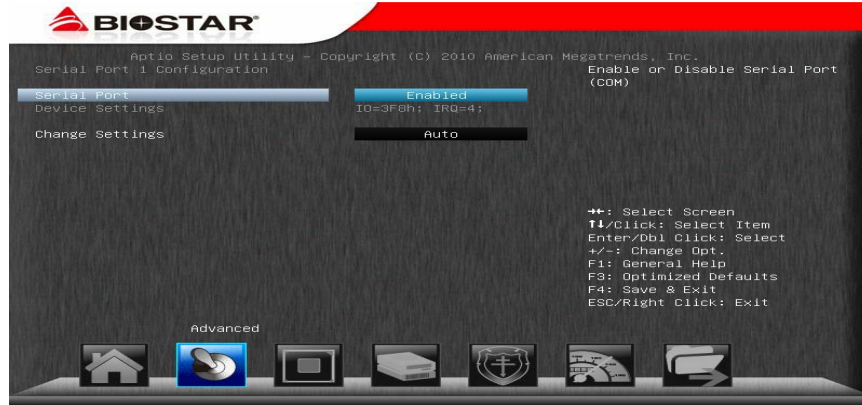 BIOSTAR®
Aptio Setup Utility – Copyright (C) 2010 American Megatrends, Inc.
Serial Port 1 Configuration
Serial Port Enabled
Device Settings IO=3F8h; IRQ=4;
Change Settings Auto
Enable or Disable Serial Port
(COM)
→←: Select Screen
↑↓/Click: Select Item
Enter/Dbl Click: Select
+/-: Change Opt.
F1: General Help
F3: Optimized Defaults
F4: Save & Exit
ESC/Right Click: Exit
Advanced